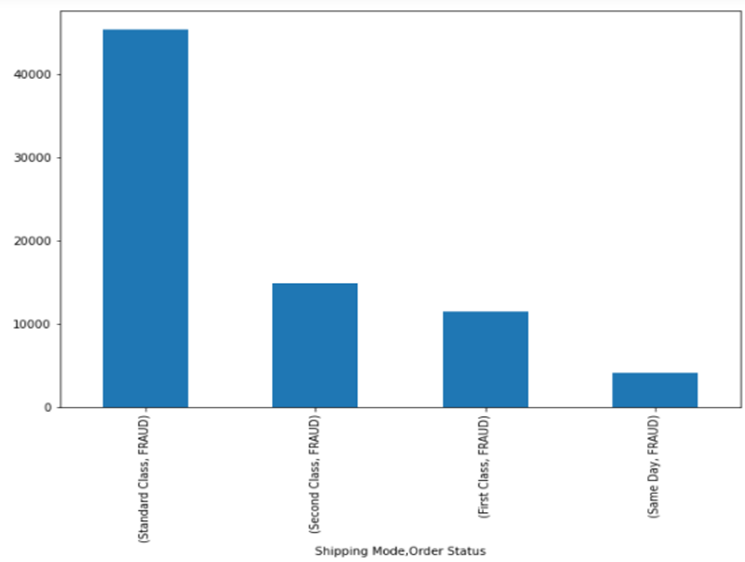 40000
30000
20000
10000
0
(Standard Class, FRAUD)
(Second Class, FRAUD)
(First Class, FRAUD)
(Same Day, FRAUD)
Shipping Mode,Order Status